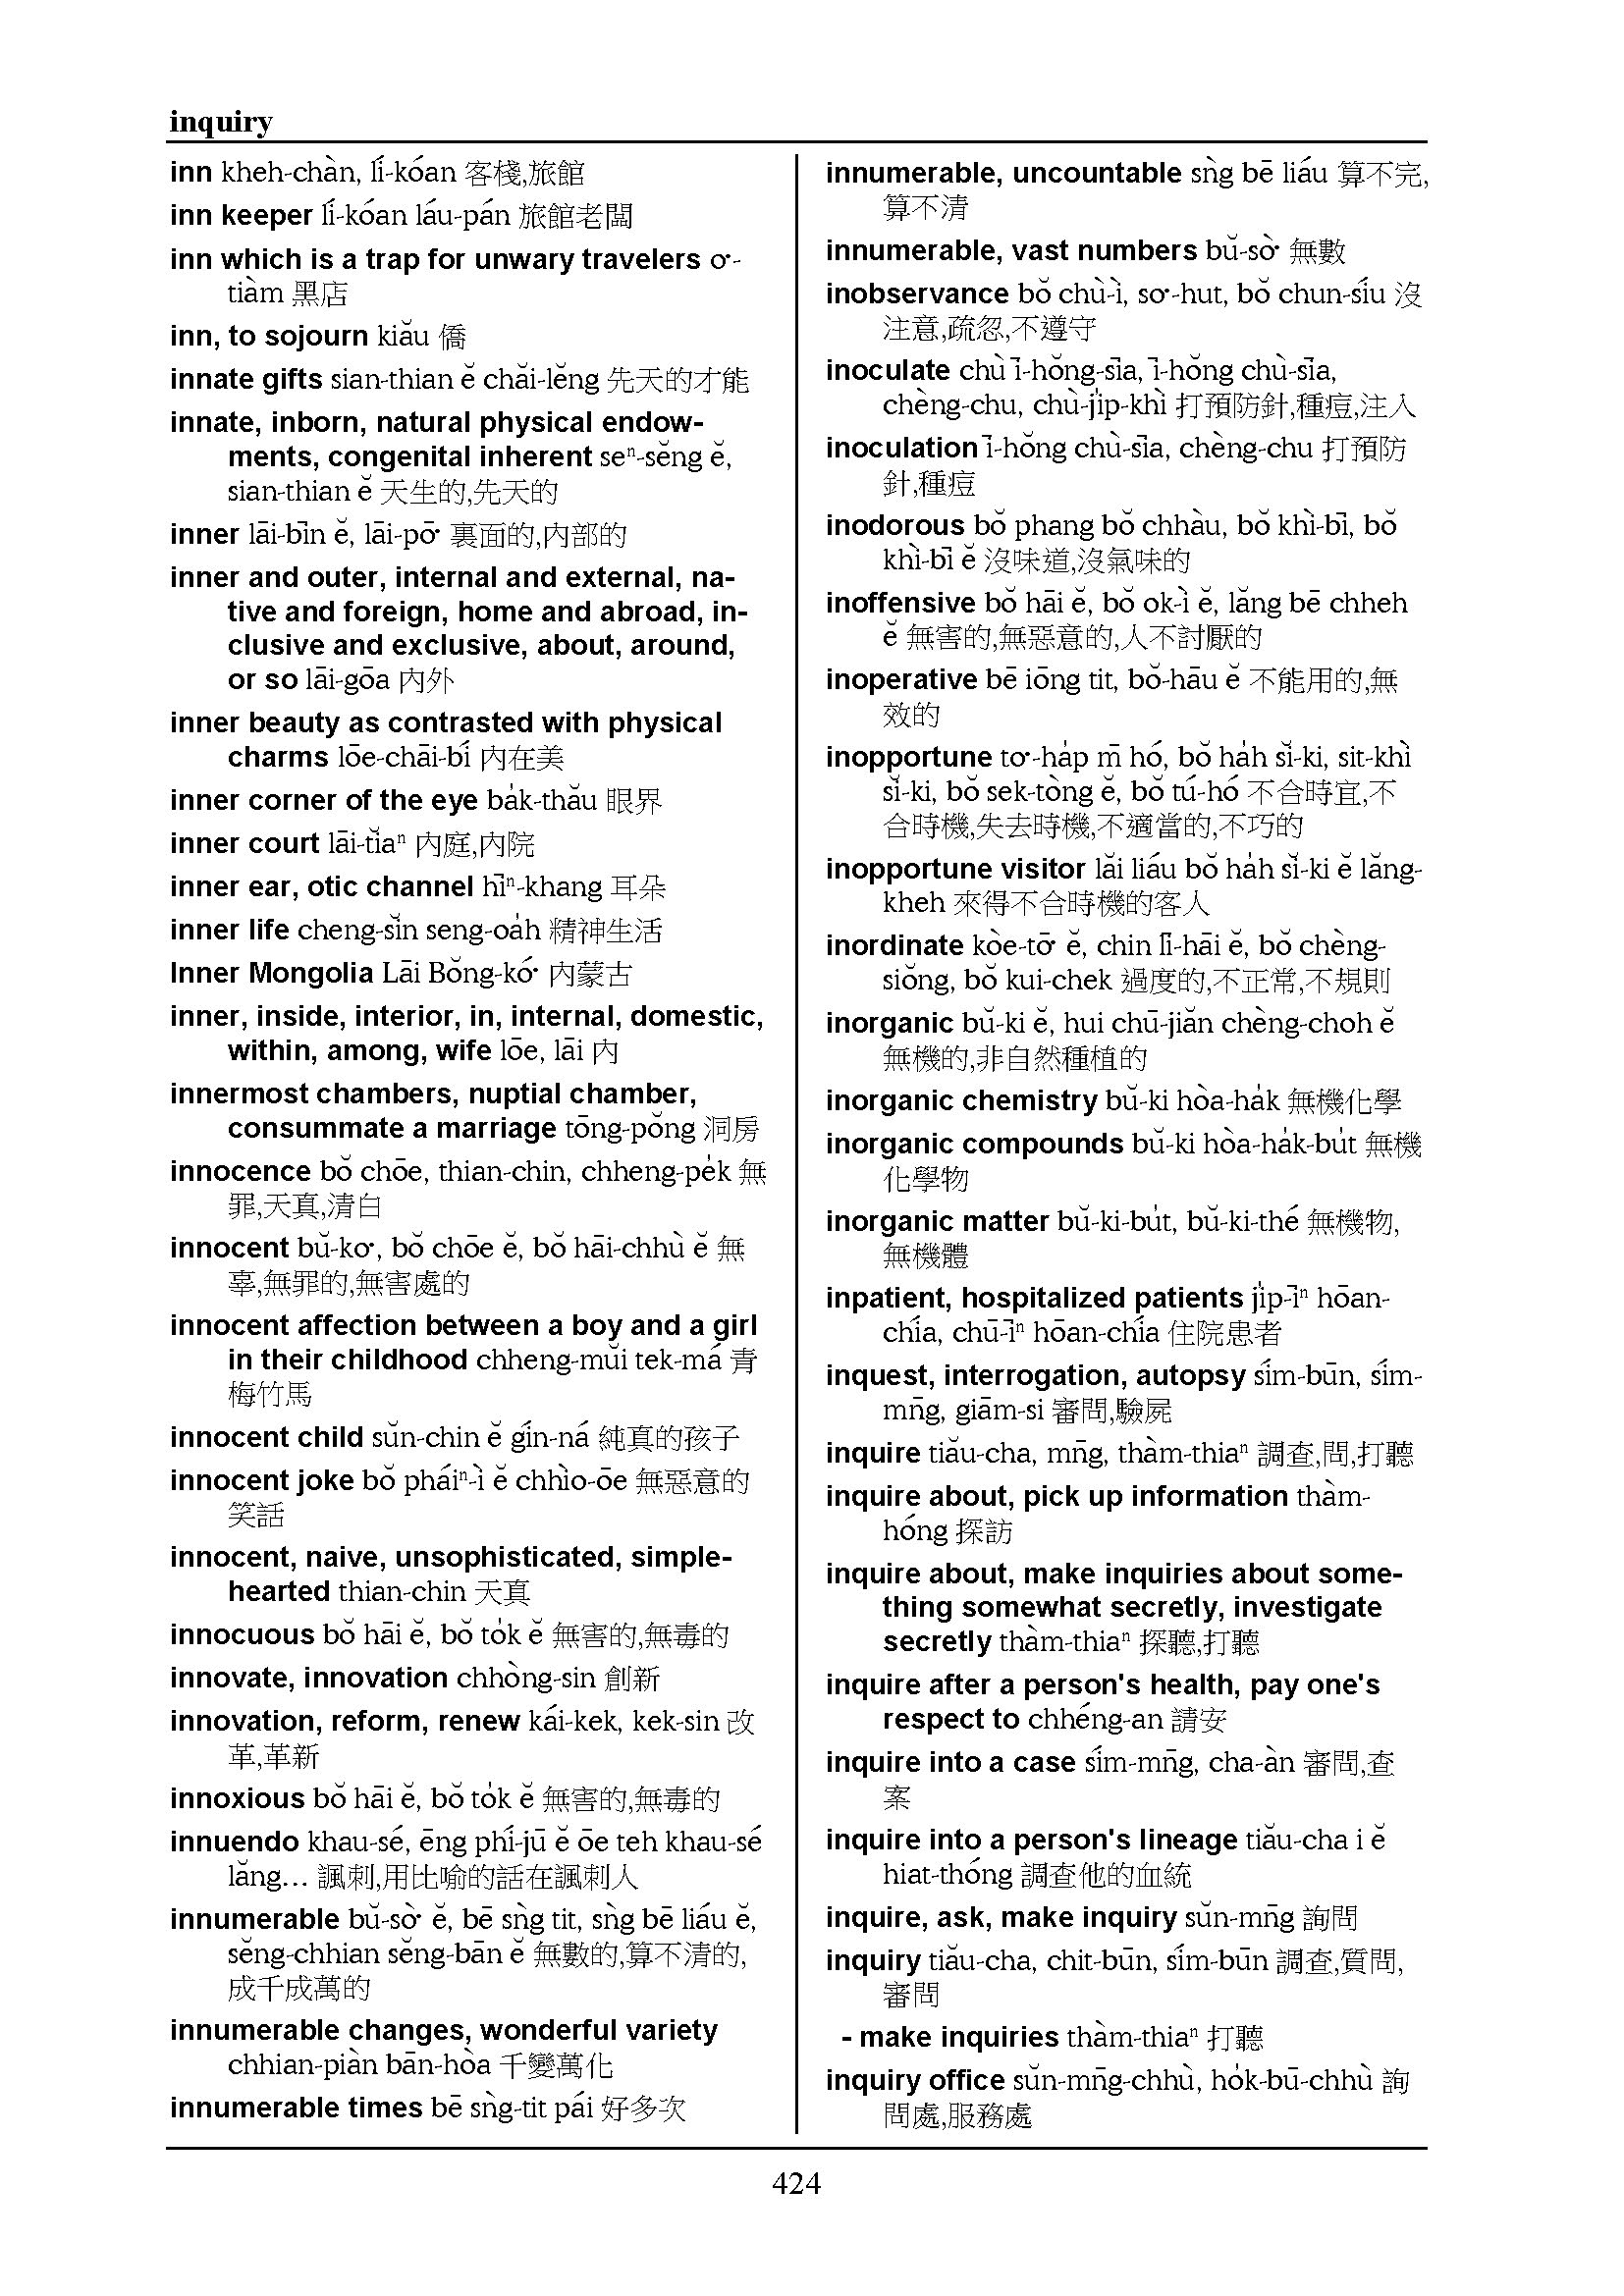 inquiry
inn kheh-chàn, lí-kóan 客棧,旅館
inn keeper lí-kóan láu-pán 旅館老闆
inn which is a trap for unwary travelers o͘-
tiàm 黑店
inn, to sojourn kiău 僑
innate gifts sian-thian ĕ chăi-lĕng 先天的才能
innate, inborn, natural physical endow-
ments, congenital inherent seⁿ-sĕng ĕ,
sian-thian ĕ 天生的,先天的
inner lāi-bīn ĕ, lāi-pō͘ 裏面的,內部的
inner and outer, internal and external, na-
tive and foreign, home and abroad, in-
clusive and exclusive, about, around,
or so lāi-gōa 內外
inner beauty as contrasted with physical
charms lōe-chāi-bí 內在美
inner corner of the eye ba̍k-thău 眼界
inner court lāi-tĭaⁿ 內庭,內院
inner ear, otic channel hīⁿ-khang 耳朵
inner life cheng-sĭn seng-oa̍h 精神生活
Inner Mongolia Lāi Bŏng-kó͘ 內蒙古
inner, inside, interior, in, internal, domestic,
within, among, wife lōe, lāi 內
innermost chambers, nuptial chamber,
consummate a marriage tōng-pŏng 洞房
innocence bŏ chōe, thian-chin, chheng-pe̍k 無
罪,天真,清白
innocent bŭ-ko͘, bŏ chōe ĕ, bŏ hāi-chhù ĕ 無
辜,無罪的,無害處的
innocent affection between a boy and a girl
in their childhood chheng-mŭi tek-má 青
梅竹馬
innocent child sŭn-chin ĕ gín-ná 純真的孩子
innocent joke bŏ pháiⁿ-ì ĕ chhìo-ōe 無惡意的
笑話
innocent, naive, unsophisticated, simple-
hearted thian-chin 天真
innocuous bŏ hāi ĕ, bŏ to̍k ĕ 無害的,無毒的
innovate, innovation chhòng-sin 創新
innovation, reform, renew kái-kek, kek-sin 改
革,革新
innoxious bŏ hāi ĕ, bŏ to̍k ĕ 無害的,無毒的
innuendo khau-sé, ēng phí-jū ĕ ōe teh khau-sé
lăng… 諷刺,用比喻的話在諷刺人
innumerable bŭ-sò͘ ĕ, bē sǹg tit, sǹg bē liáu ĕ,
sĕng-chhian sĕng-bān ĕ 無數的,算不清的,
成千成萬的
innumerable changes, wonderful variety
chhian-piàn bān-hòa 千變萬化
innumerable times bē sǹg-tit pái 好多次
innumerable, uncountable sǹg bē liáu 算不完,
算不清
innumerable, vast numbers bŭ-sò͘ 無數
inobservance bŏ chù-ì, so͘-hut, bŏ chun-síu 沒
注意,疏忽,不遵守
inoculate chù ī-hŏng-sīa, ī-hŏng chù-sīa,
chèng-chu, chù-ji̍p-khì 打預防針,種痘,注入
inoculation ī-hŏng chù-sīa, chèng-chu 打預防
針,種痘
inodorous bŏ phang bŏ chhàu, bŏ khì-bī, bŏ
khì-bī ĕ 沒味道,沒氣味的
inoffensive bŏ hāi ĕ, bŏ ok-ì ĕ, lăng bē chheh
ĕ 無害的,無惡意的,人不討厭的
inoperative bē iōng tit, bŏ-hāu ĕ 不能用的,無
效的
inopportune to͘-ha̍p m̄ hó, bŏ ha̍h sĭ-ki, sit-khì
sĭ-ki, bŏ sek-tòng ĕ, bŏ tú-hó 不合時宜,不
合時機,失去時機,不適當的,不巧的
inopportune visitor lăi liáu bŏ ha̍h sĭ-ki ĕ lăng-
kheh 來得不合時機的客人
inordinate kòe-tō͘ ĕ, chin lī-hāi ĕ, bŏ chèng-
siŏng, bŏ kui-chek 過度的,不正常,不規則
inorganic bŭ-ki ĕ, hui chū-jiăn chèng-choh ĕ
無機的,非自然種植的
inorganic chemistry bŭ-ki hòa-ha̍k 無機化學
inorganic compounds bŭ-ki hòa-ha̍k-bu̍t 無機
化學物
inorganic matter bŭ-ki-bu̍t, bŭ-ki-thé 無機物,
無機體
inpatient, hospitalized patients ji̍p-īⁿ hōan-
chía, chū-īⁿ hōan-chía 住院患者
inquest, interrogation, autopsy sím-būn, sím-
mn̄g, giām-si 審問,驗屍
inquire tiău-cha, mn̄g, thàm-thiaⁿ 調查,問,打聽
inquire about, pick up information thàm-
hóng 探訪
inquire about, make inquiries about some-
thing somewhat secretly, investigate
secretly thàm-thiaⁿ 探聽,打聽
inquire after a person's health, pay one's
respect to chhéng-an 請安
inquire into a case sím-mn̄g, cha-àn 審問,查
案
inquire into a person's lineage tiău-cha i ĕ
hiat-thóng 調查他的血統
inquire, ask, make inquiry sŭn-mn̄g 詢問
inquiry tiău-cha, chit-būn, sím-būn 調查,質問,
審問
- make inquiries thàm-thiaⁿ 打聽
inquiry office sŭn-mn̄g-chhù, ho̍k-bū-chhù 詢
問處,服務處
424